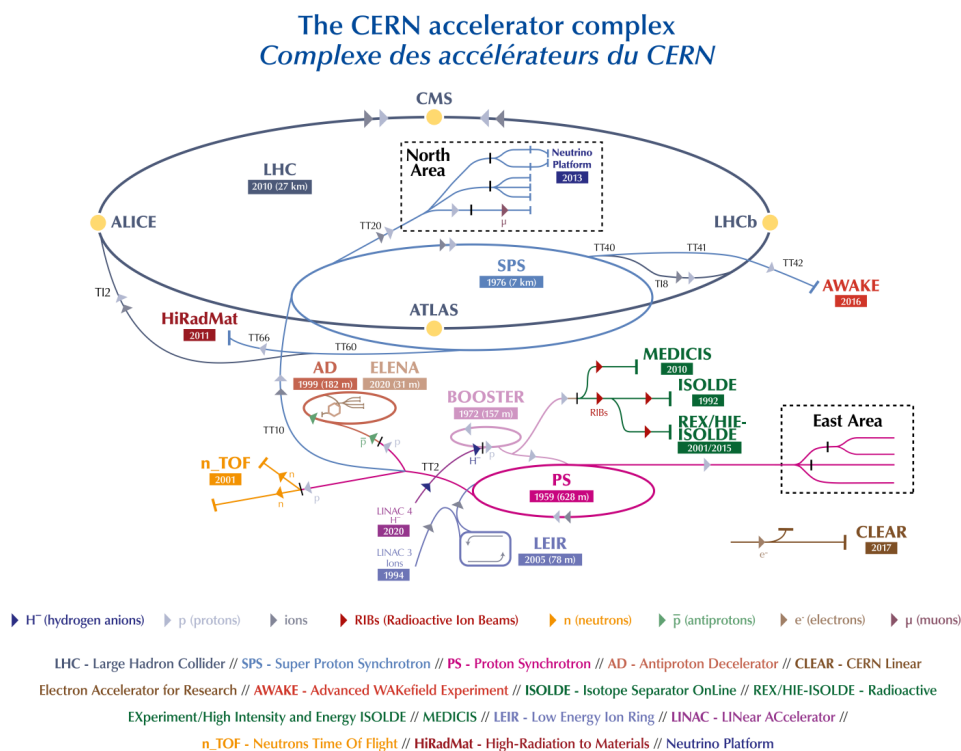 The CERN accelerator complex
Complexe des accélérateurs du CERN
CMS
North
Area
Neutrino
Platform
2013
LHC
2010 (27 km)
μ
ALICE
TT20
LHCb
TT40
TT41
SPS
1976 (7 km)
TI8
TT42
TI2
AWAKE
2016
ATLAS
HiRadMat
2011
TT66
TT60
AD
1999 (182 m)
ELENA
2020 (31 m)
MEDICIS
2010
BOOSTER
1972 (157 m)
ISOLDE
1992
RIBs
REX/HIE-
ISOLDE
2001/2015
East Area
TT10
p̅
p
H⁻
p
n_TOF
2001
n
n
p
TT2
PS
1959 (628 m)
LINAC 4
H⁻
2020
LINAC 3
Ions
1994
LEIR
2005 (78 m)
CLEAR
2017
e⁻
H⁻ (hydrogen anions)
p (protons)
ions
RIBs (Radioactive Ion Beams)
n (neutrons)
p̅ (antiprotons)
e⁻ (electrons)
μ (muons)
LHC - Large Hadron Collider // SPS - Super Proton Synchrotron // PS - Proton Synchrotron // AD - Antiproton Decelerator // CLEAR - CERN Linear
Electron Accelerator for Research // AWAKE - Advanced WAKefield Experiment // ISOLDE - Isotope Separator OnLine // REX/HIE-ISOLDE - Radioactive
EXperiment/High Intensity and Energy ISOLDE // MEDICIS // LEIR - Low Energy Ion Ring // LINAC - LINear ACcelerator //
n_TOF - Neutrons Time Of Flight // HiRadMat - High-Radiation to Materials // Neutrino Platform